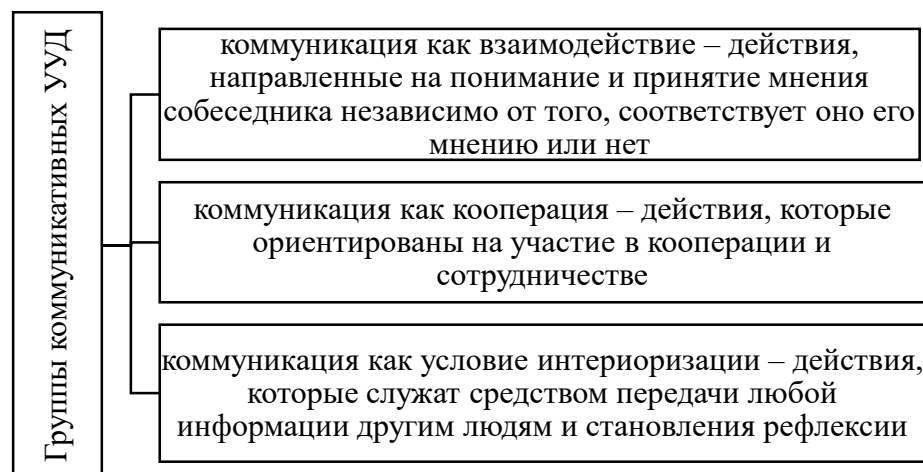 Группы коммуникативных УУД
коммуникация как взаимодействие – действия,
направленные на понимание и принятие мнения
собеседника независимо от того, соответствует оно его
мнению или нет
коммуникация как кооперация – действия, которые
ориентированы на участие в кооперации и
сотрудничестве
коммуникация как условие интериоризации – действия,
которые служат средством передачи любой
информации другим людям и становления рефлексии